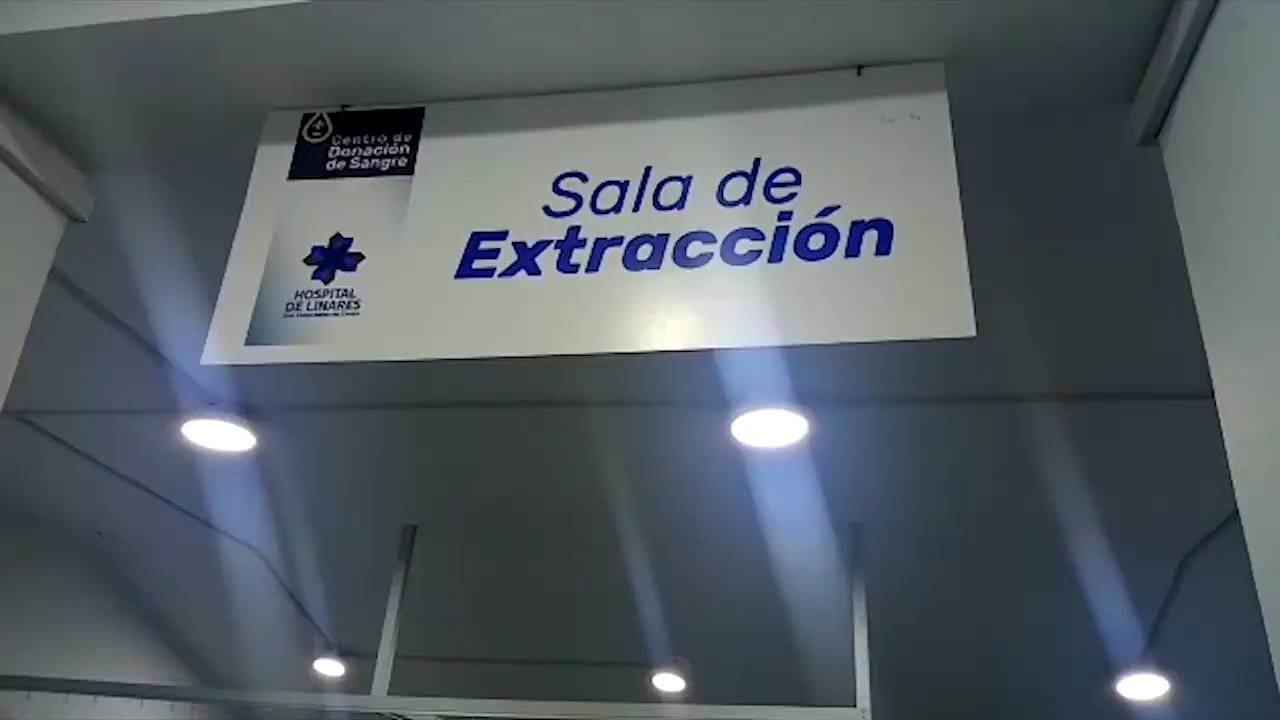 Centro de
Donación
de Sangre
Sala de
Extracción
HOSPITAL
DE LINARES